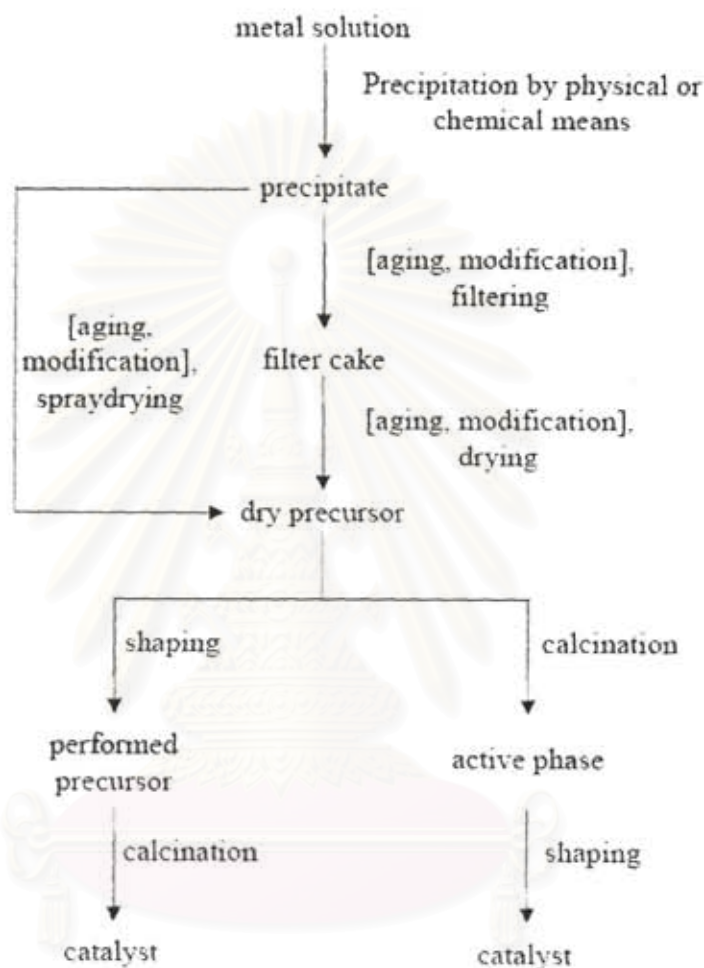 metal solution
Precipitation by physical or
chemical means
precipitate
[aging, modification],
filtering
[aging,
modification],
spraydrying
filter cake
[aging, modification],
drying
dry precursor
shaping
calcination
performed
precursor
active phase
calcination
shaping
catalyst
catalyst